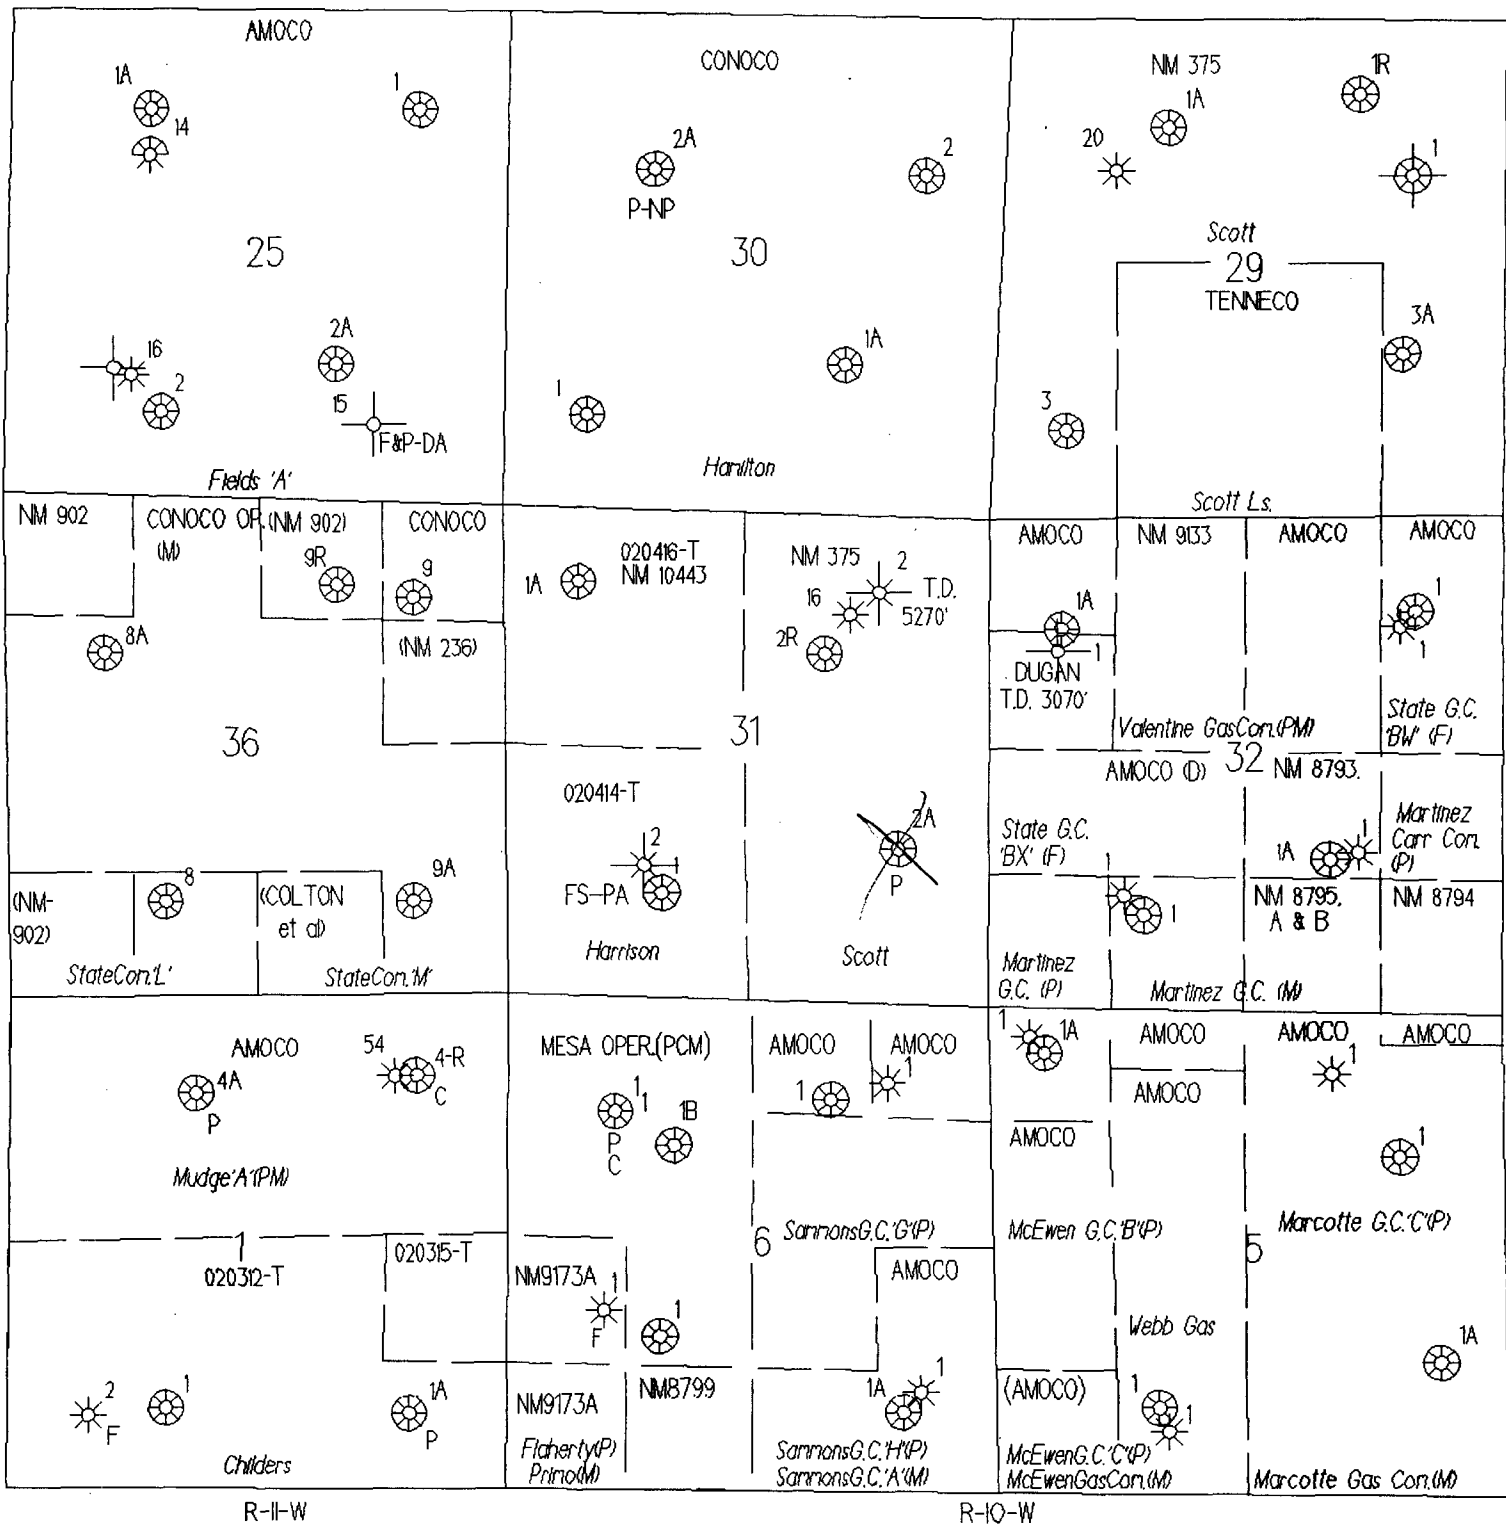 AMOCO
1A
1
14
25
2A
16
2
15
F&P-DA
Fields 'A'
CONOCO
2A
2
P-NP
30
1A
1
Hamilton
NM 375
1R
1A
20
1
Scott
29
TENNECO
3A
3
Scott Ls.
NM 902
CONOCO OP. (NM 902)
(M)
CONOCO
9R
9
(NM 236)
8A
36
8
9A
(NM-
902)
(COLTON
et al)
StateCom.'L'
StateCom.'M'
020416-T
NM 10443
1A
NM 375
2
T.D.
5270'
16
2R
31
020414-T
2
1
FS-PA
Harrison
2A
P
Scott
AMOCO
NM 9133
AMOCO
AMOCO
1A
1
DUGAN
T.D. 3070'
1
1
Valentine GasCom.(PM)
State G.C.
'BW' (F)
32
AMOCO (D)
NM 8793.
State G.C.
'BX' (F)
1A
1
Martinez
Carr Com.
(P)
1
NM 8795.
A & B
NM 8794
Martinez
G.C. (P)
Martinez G.C. (M)
AMOCO
54
4-R
C
4A
P
Mudge'A'(PM)
1
020312-T
020315-T
2
F
1
1A
P
Childers
MESA OPER.(PCM)
1
1
P
C
1B
AMOCO
AMOCO
1
1
6
SammonsG.C.'G'(P)
NM9173A
1
F
1
AMOCO
NM9173A
NM8799
1A
1
Flaherty(P)
Primo(M)
SammonsG.C.'H'(P)
SammonsG.C.'A'(M)
1
1A
AMOCO
AMOCO
AMOCO
1
AMOCO
AMOCO
1
McEwen G.C.'B'(P)
5
Marcotte G.C.'C'(P)
Webb Gas
1A
(AMOCO)
1
1
McEwenG.C.'C'(P)
McEwenGasCom.(M)
Marcotte Gas Com.(M)
R-11-W
R-10-W